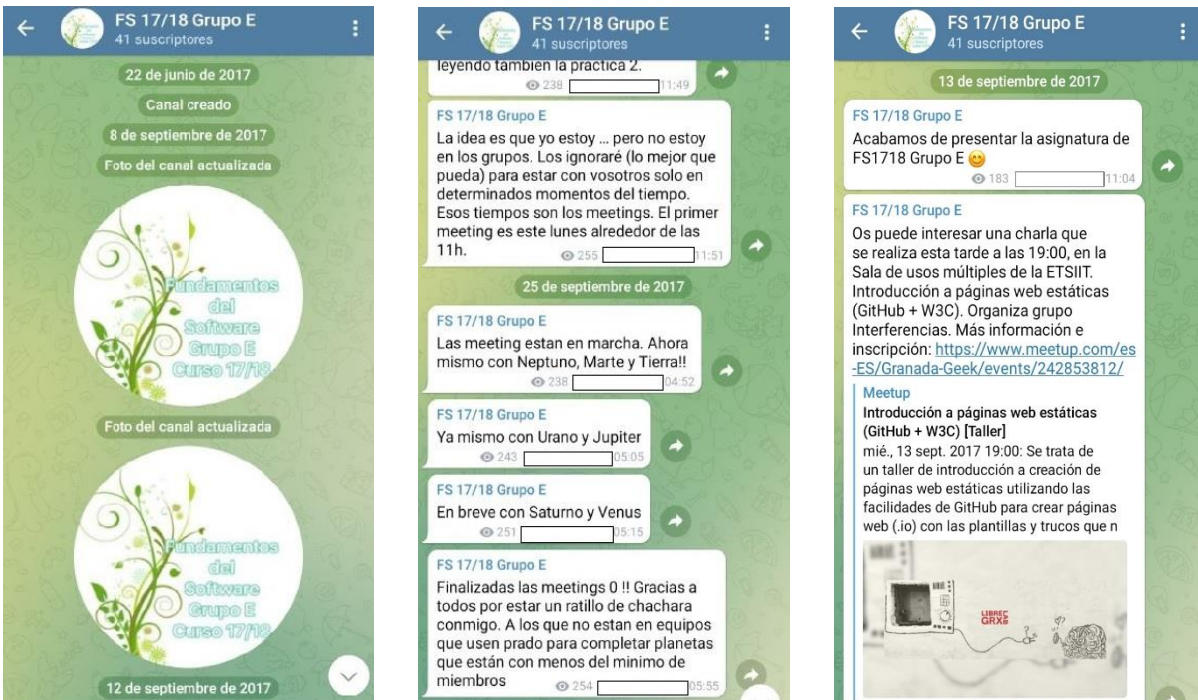 FS 17/18 Grupo E
41 suscriptores
22 de junio de 2017
Canal creado
8 de septiembre de 2017
Foto del canal actualizada
Fundamentos
del
Software
Grupo E
Curso 17/18
Foto del canal actualizada
Fundamentos
del
Software
Grupo E
Curso 17/18
12 de septiembre de 2017
FS 17/18 Grupo E
41 suscriptores
leyendo tambien la practica 2.
238 11:49
FS 17/18 Grupo E
La idea es que yo estoy ... pero no estoy
en los grupos. Los ignoraré (lo mejor que
pueda) para estar con vosotros solo en
determinados momentos del tiempo.
Esos tiempos son los meetings. El primer
meeting es este lunes alrededor de las
11h.
255 11:51
25 de septiembre de 2017
FS 17/18 Grupo E
Las meeting estan en marcha. Ahora
mismo con Neptuno, Marte y Tierra!!
238 04:52
FS 17/18 Grupo E
Ya mismo con Urano y Jupiter
243 05:05
FS 17/18 Grupo E
En breve con Saturno y Venus
251 05:15
FS 17/18 Grupo E
Finalizadas las meetings 0 !! Gracias a
todos por estar un ratillo de chachara
conmigo. A los que no estan en equipos
que usen prado para completar planetas
que están con menos del minimo de
miembros
254 05:55
FS 17/18 Grupo E
41 suscriptores
13 de septiembre de 2017
FS 17/18 Grupo E
Acabamos de presentar la asignatura de
FS1718 Grupo E 😊
183 11:04
FS 17/18 Grupo E
Os puede interesar una charla que
se realiza esta tarde a las 19:00, en la
Sala de usos múltiples de la ETSIIT.
Introducción a páginas web estáticas
(GitHub + W3C). Organiza grupo
Interferencias. Más información e
inscripción: https://www.meetup.com/es
-ES/Granada-Geek/events/242853812/
Meetup
Introducción a páginas web estáticas
(GitHub + W3C) [Taller]
mié., 13 sept. 2017 19:00: Se trata de
un taller de introducción a creación de
páginas web estáticas utilizando las
facilidades de GitHub para crear páginas
web (.io) con las plantillas y trucos que n
LIBRE
GRX